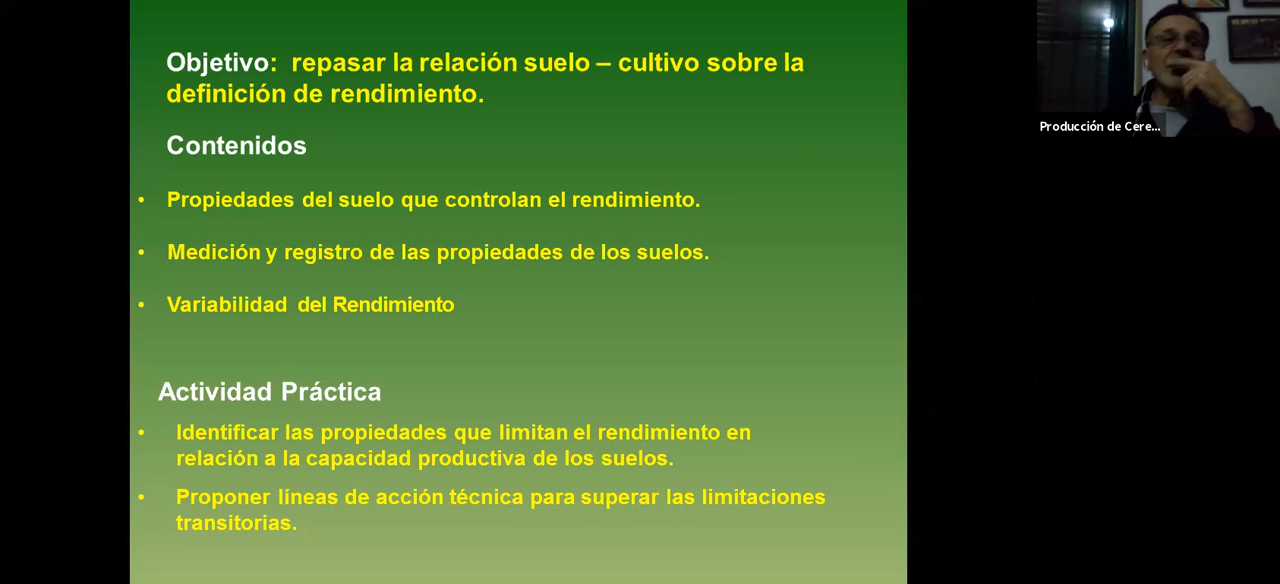 Objetivo: repasar la relación suelo – cultivo sobre la
definición de rendimiento.
Contenidos
• Propiedades del suelo que controlan el rendimiento.
• Medición y registro de las propiedades de los suelos.
• Variabilidad del Rendimiento
Actividad Práctica
• Identificar las propiedades que limitan el rendimiento en
relación a la capacidad productiva de los suelos.
• Proponer líneas de acción técnica para superar las limitaciones
transitorias.
Producción de Cere...